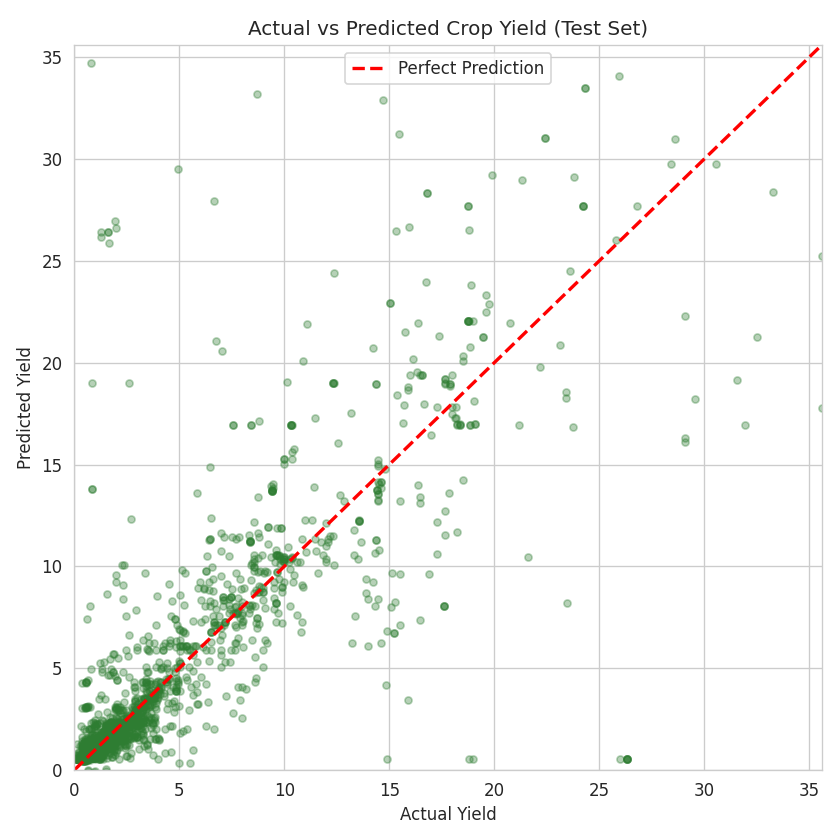 Actual vs Predicted Crop Yield (Test Set)
Perfect Prediction
35
30
25
20
15
10
5
0
Predicted Yield
0 5 10 15 20 25 30 35
Actual Yield